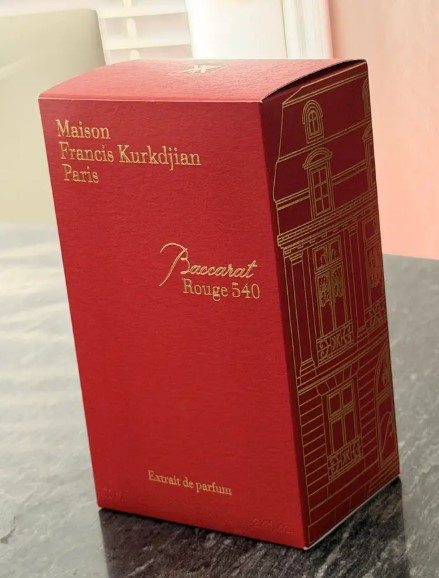 Maison
Francis Kurkdjian
Paris
Baccarat
Rouge 540
Extrait de parfum